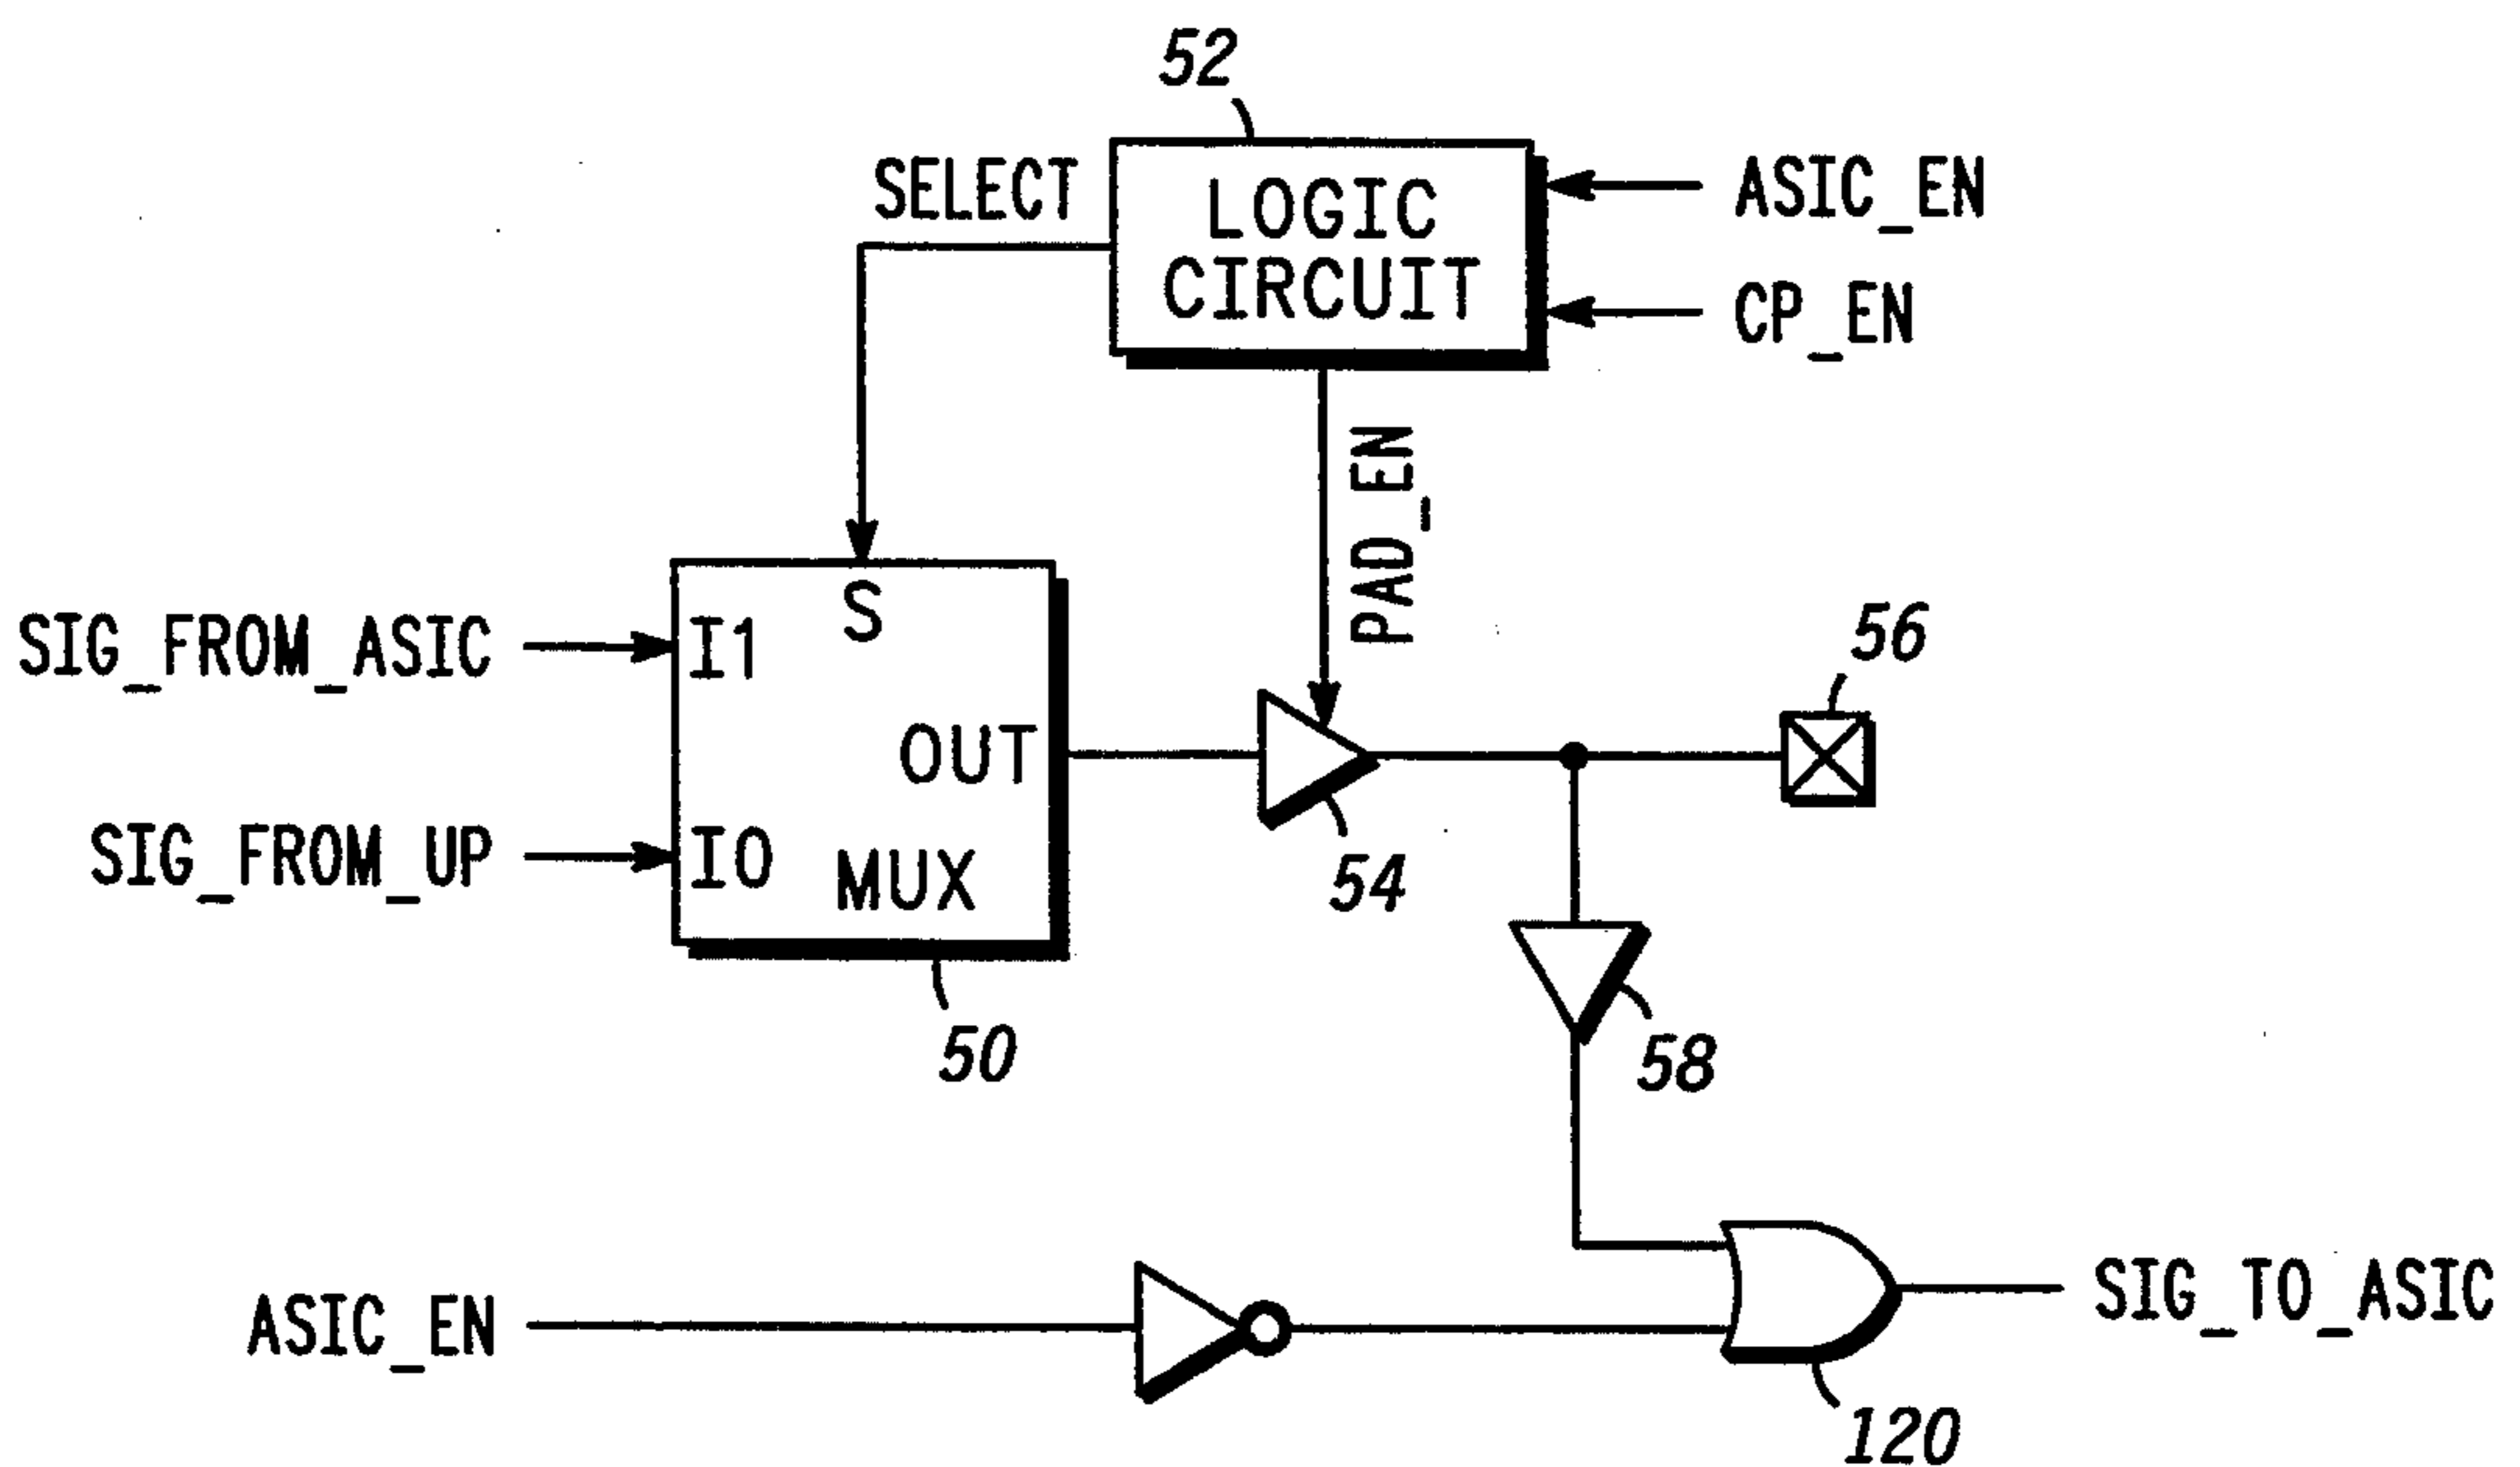 52
SELECT
LOGIC
CIRCUIT
ASIC_EN
CP_EN
PAD_EN
SIG_FROM_ASIC
I1
S
56
OUT
SIG_FROM_UP
I0
MUX
54
50
58
ASIC_EN
SIG_TO_ASIC
120